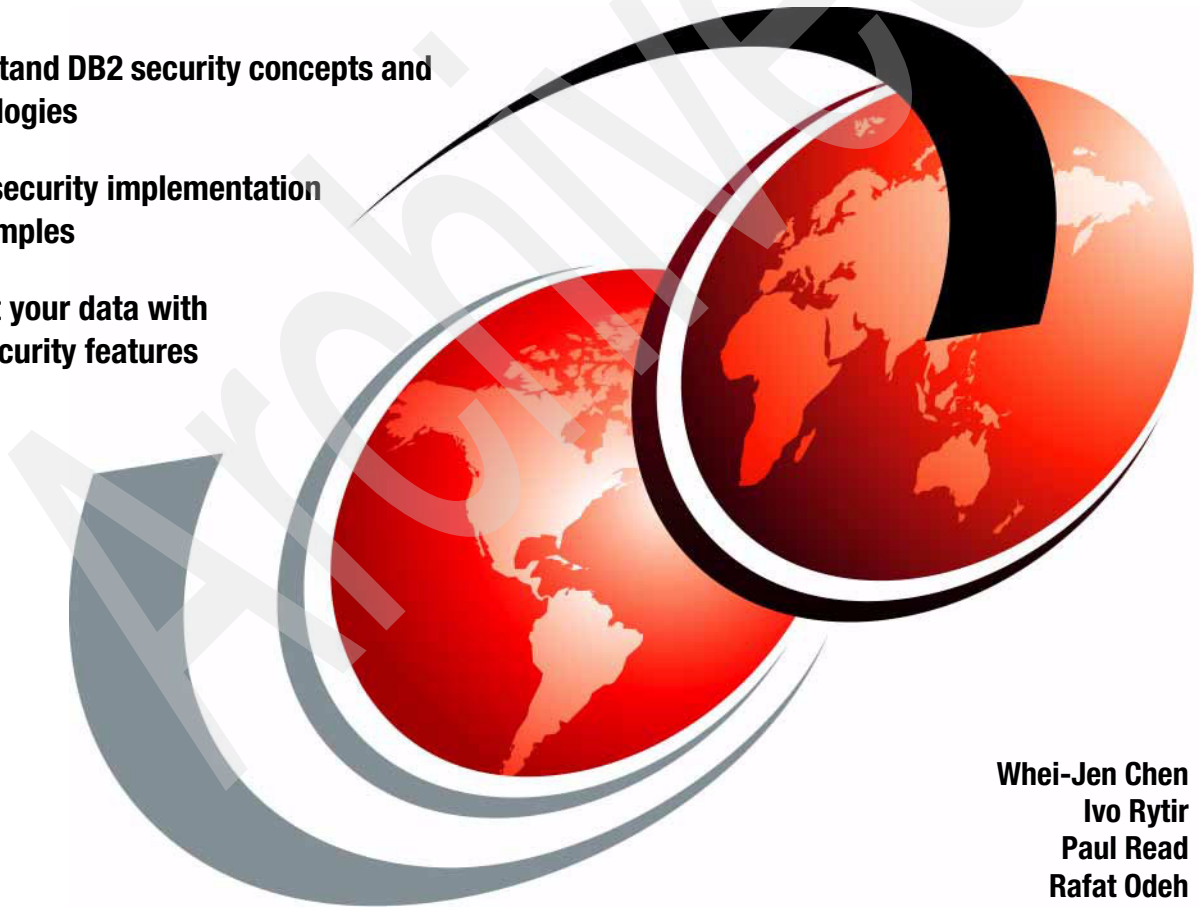 tand DB2 security concepts and
logies
security implementation
mples
t your data with
curity features
Archive
Whei-Jen Chen
Ivo Rytir
Paul Read
Rafat Odeh